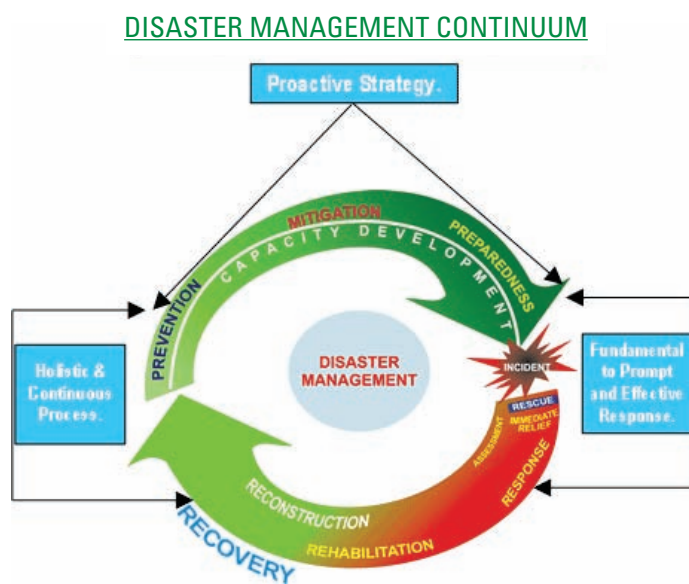 DISASTER MANAGEMENT CONTINUUM
Proactive Strategy.
MITIGATION
CAPACITY DEVELOPMENT
PREPAREDNESS
PREVENTION
Holistic &
Continuous
Process.
DISASTER
MANAGEMENT
INCIDENT
Fundamental
to Prompt
and Effective
Response.
RESCUE
IMMEDIATE
RELIEF
ASSESSMENT
RESPONSE
RECONSTRUCTION
REHABILITATION
RECOVERY